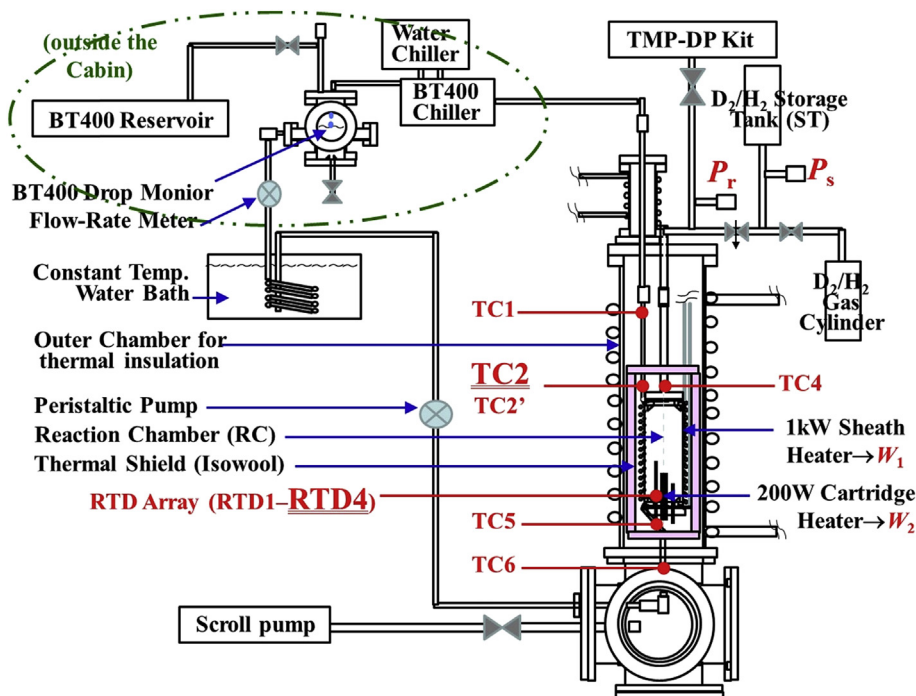 (outside the
Cabin)
Water
Chiller
BT400
Chiller
BT400 Reservoir
TMP-DP Kit
D2/H2 Storage
Tank (ST)
Pr
Ps
BT400 Drop Monior
Flow-Rate Meter
Constant Temp.
Water Bath
D2/H2
Gas
Cylinder
Outer Chamber for
thermal insulation
TC1
TC2
TC2’
TC4
Peristaltic Pump
Reaction Chamber (RC)
Thermal Shield (Isowool)
1kW Sheath
Heater→W1
RTD Array (RTD1–RTD4)
200W Cartridge
Heater→W2
TC5
TC6
Scroll pump